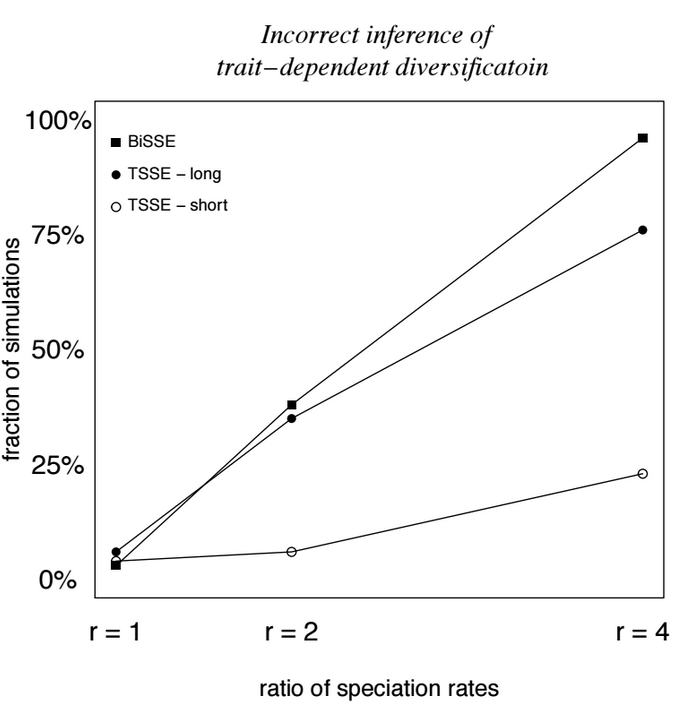 Incorrect inference of
trait−dependent diversificatoin
100%
75%
50%
25%
0%
fraction of simulations
BiSSE
TSSE − long
TSSE − short
r = 1
r = 2
r = 4
ratio of speciation rates